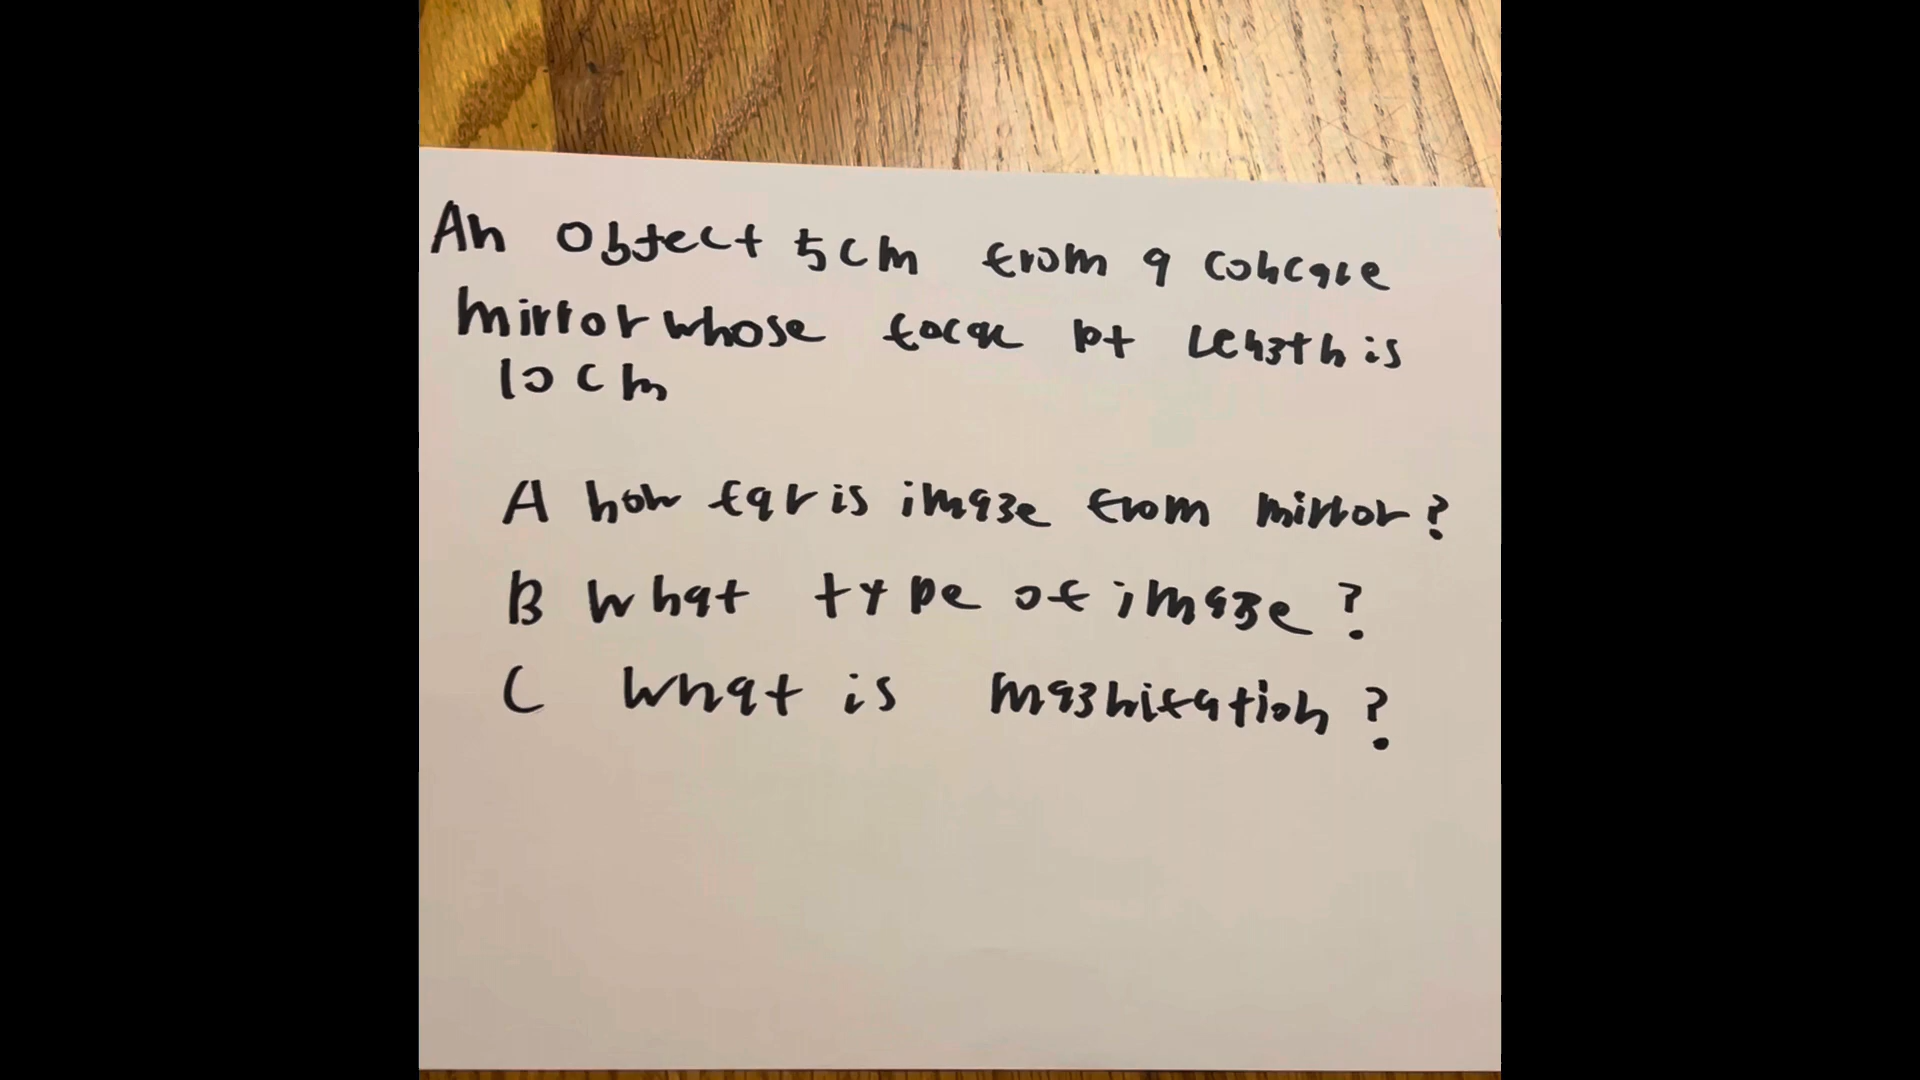 An object 5cm from a concave
mirror whose focal pt length is
10 cm
A how far is image from mirror?
B What type of image?
C What is magnifation?